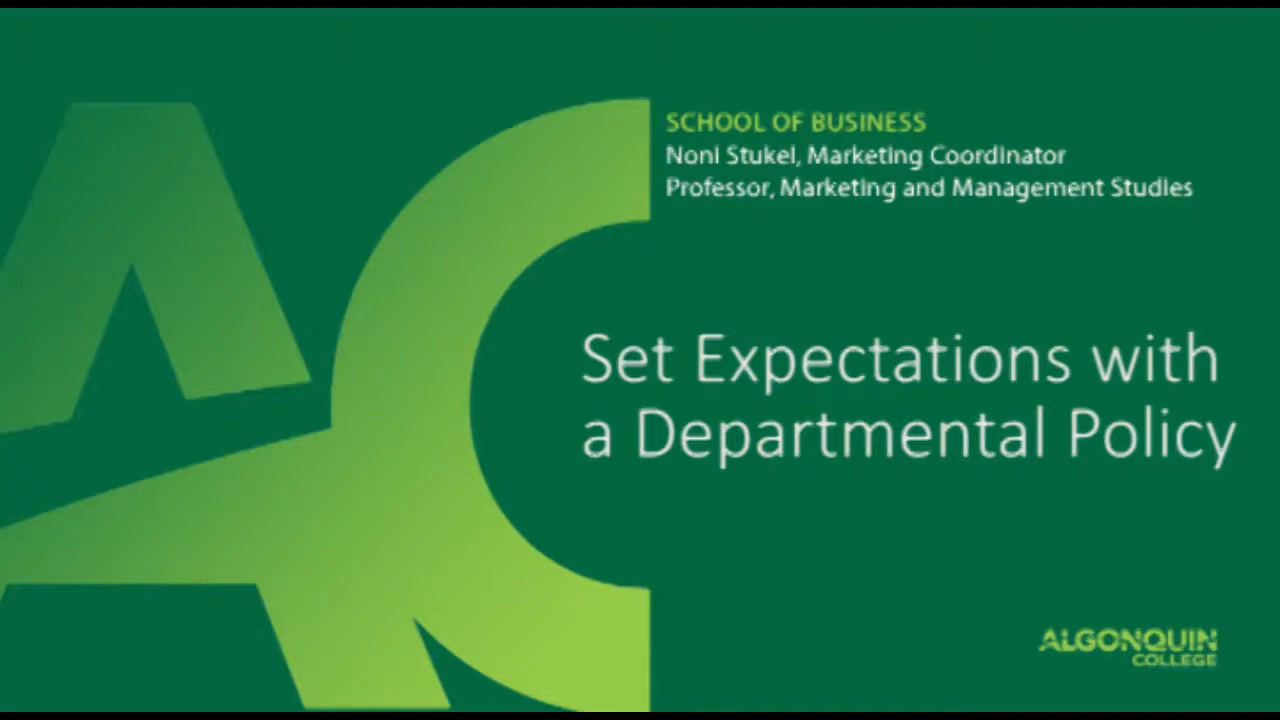 SCHOOL OF BUSINESS
Noni Stukel, Marketing Coordinator
Professor, Marketing and Management Studies
Set Expectations with
a Departmental Policy
ALGONQUIN
COLLEGE